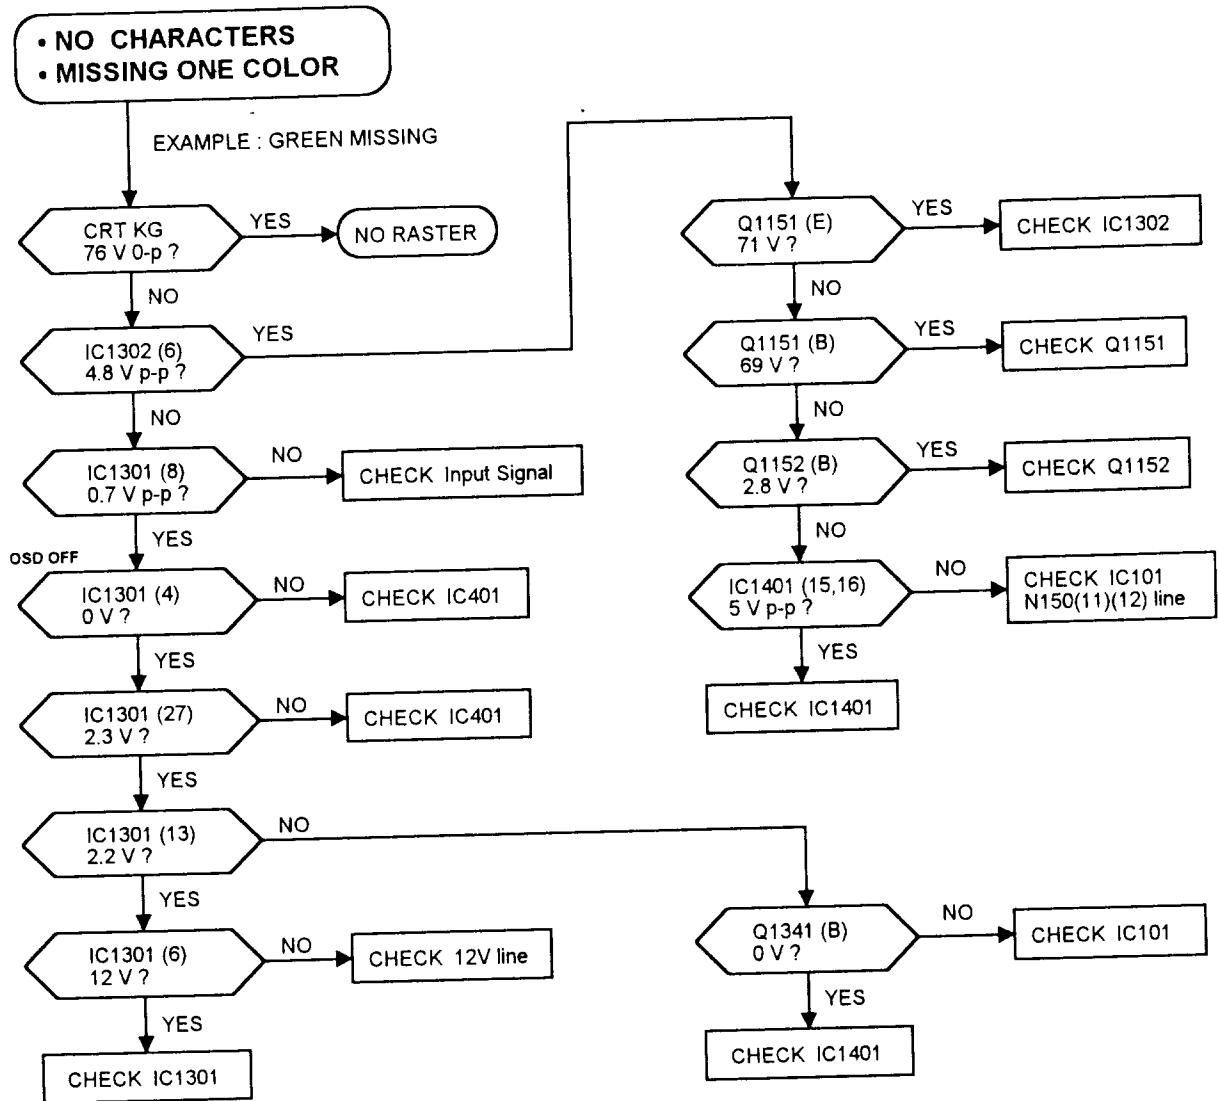 • NO CHARACTERS
• MISSING ONE COLOR
EXAMPLE : GREEN MISSING
CRT KG
76 V 0-p ?
YES
NO RASTER
NO
IC1302 (6)
4.8 V p-p ?
YES
NO
IC1301 (8)
0.7 V p-p ?
NO
CHECK Input Signal
YES
OSD OFF
IC1301 (4)
0 V ?
NO
CHECK IC401
YES
IC1301 (27)
2.3 V ?
NO
CHECK IC401
YES
IC1301 (13)
2.2 V ?
NO
YES
IC1301 (6)
12 V ?
NO
CHECK 12V line
YES
CHECK IC1301
Q1151 (E)
71 V ?
YES
CHECK IC1302
NO
Q1151 (B)
69 V ?
YES
CHECK Q1151
NO
Q1152 (B)
2.8 V ?
YES
CHECK Q1152
NO
IC1401 (15,16)
5 V p-p ?
NO
CHECK IC101
N150(11)(12) line
YES
CHECK IC1401
Q1341 (B)
0 V ?
NO
CHECK IC101
YES
CHECK IC1401